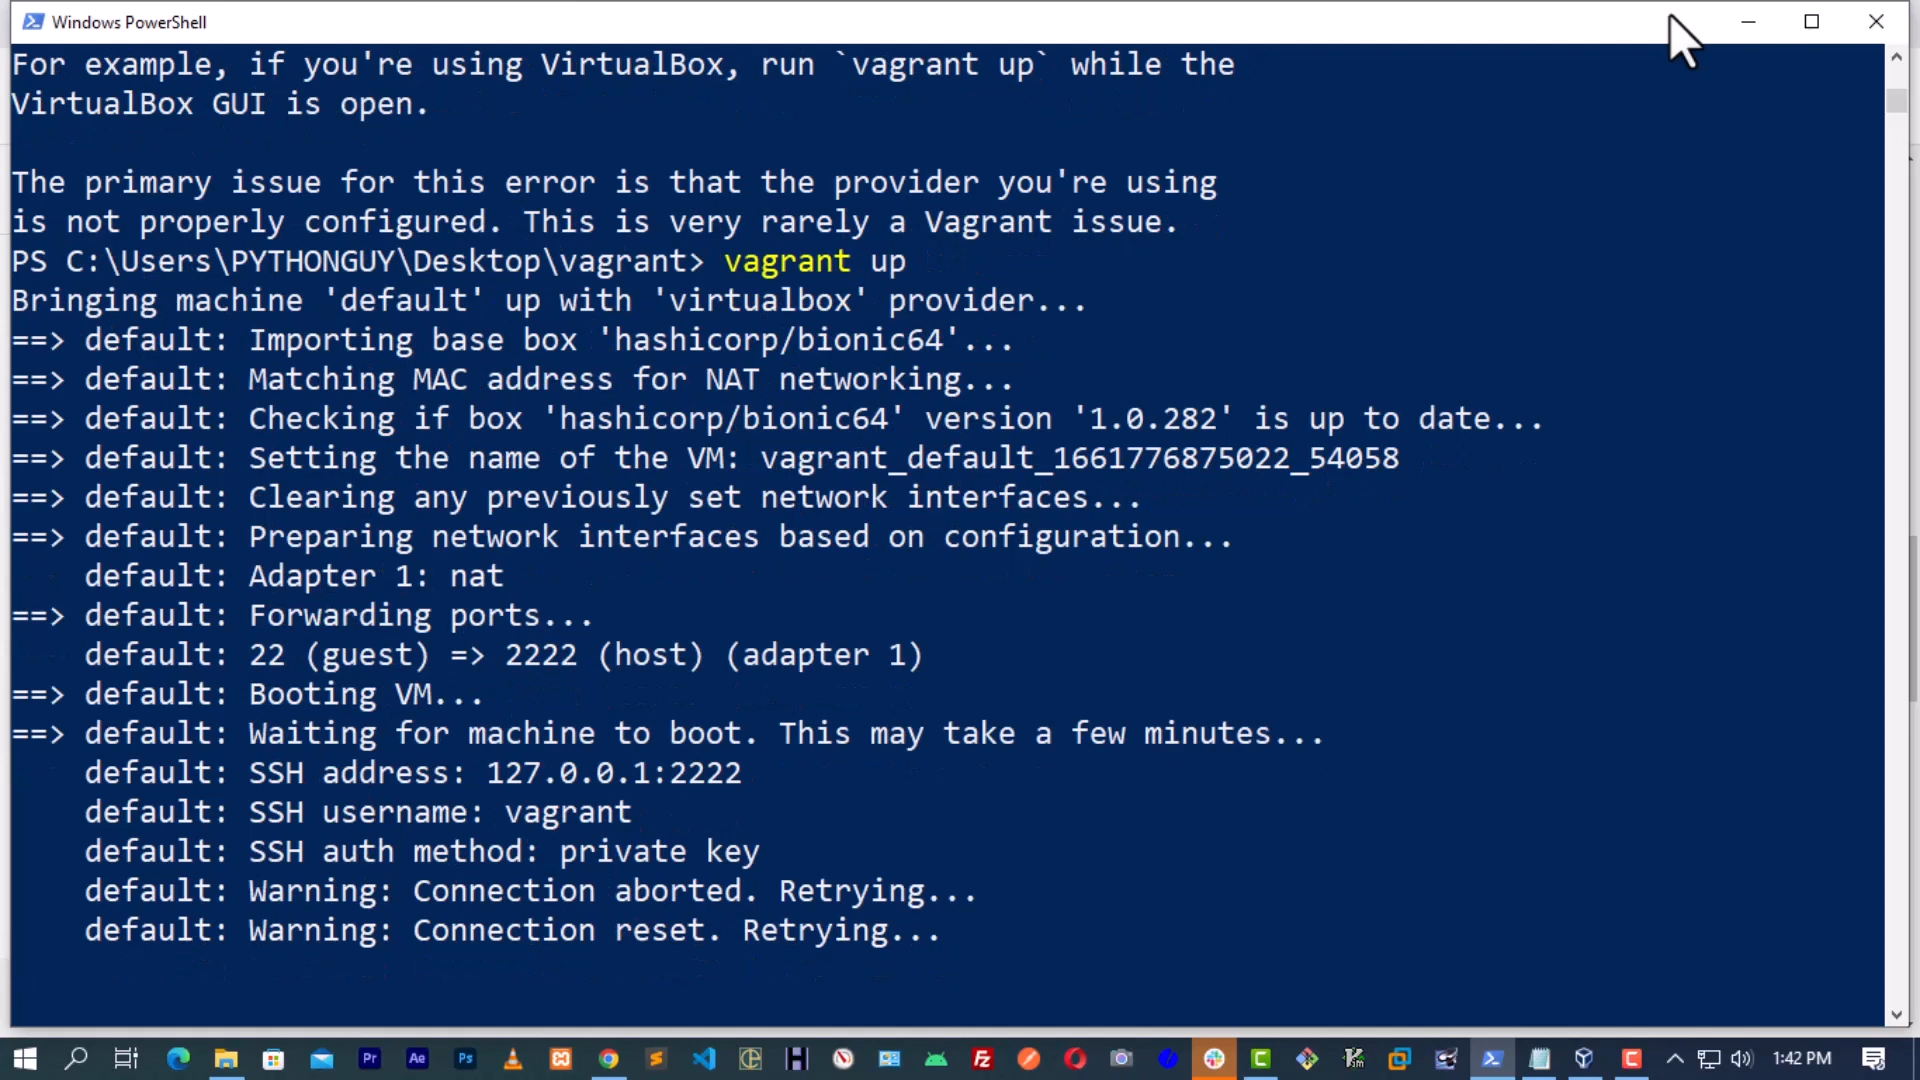 Windows PowerShell
For example, if you're using VirtualBox, run `vagrant up` while the
VirtualBox GUI is open.
The primary issue for this error is that the provider you're using
is not properly configured. This is very rarely a Vagrant issue.
PS C:\Users\PYTHONGUY\Desktop\vagrant> vagrant up
Bringing machine 'default' up with 'virtualbox' provider...
==> default: Importing base box 'hashicorp/bionic64'...
==> default: Matching MAC address for NAT networking...
==> default: Checking if box 'hashicorp/bionic64' version '1.0.282' is up to date...
==> default: Setting the name of the VM: vagrant_default_1661776875022_54058
==> default: Clearing any previously set network interfaces...
==> default: Preparing network interfaces based on configuration...
default: Adapter 1: nat
==> default: Forwarding ports...
default: 22 (guest) => 2222 (host) (adapter 1)
==> default: Booting VM...
==> default: Waiting for machine to boot. This may take a few minutes...
default: SSH address: 127.0.0.1:2222
default: SSH username: vagrant
default: SSH auth method: private key
default: Warning: Connection aborted. Retrying...
default: Warning: Connection reset. Retrying...
Pr Ae Ps Fz 1:42 PM